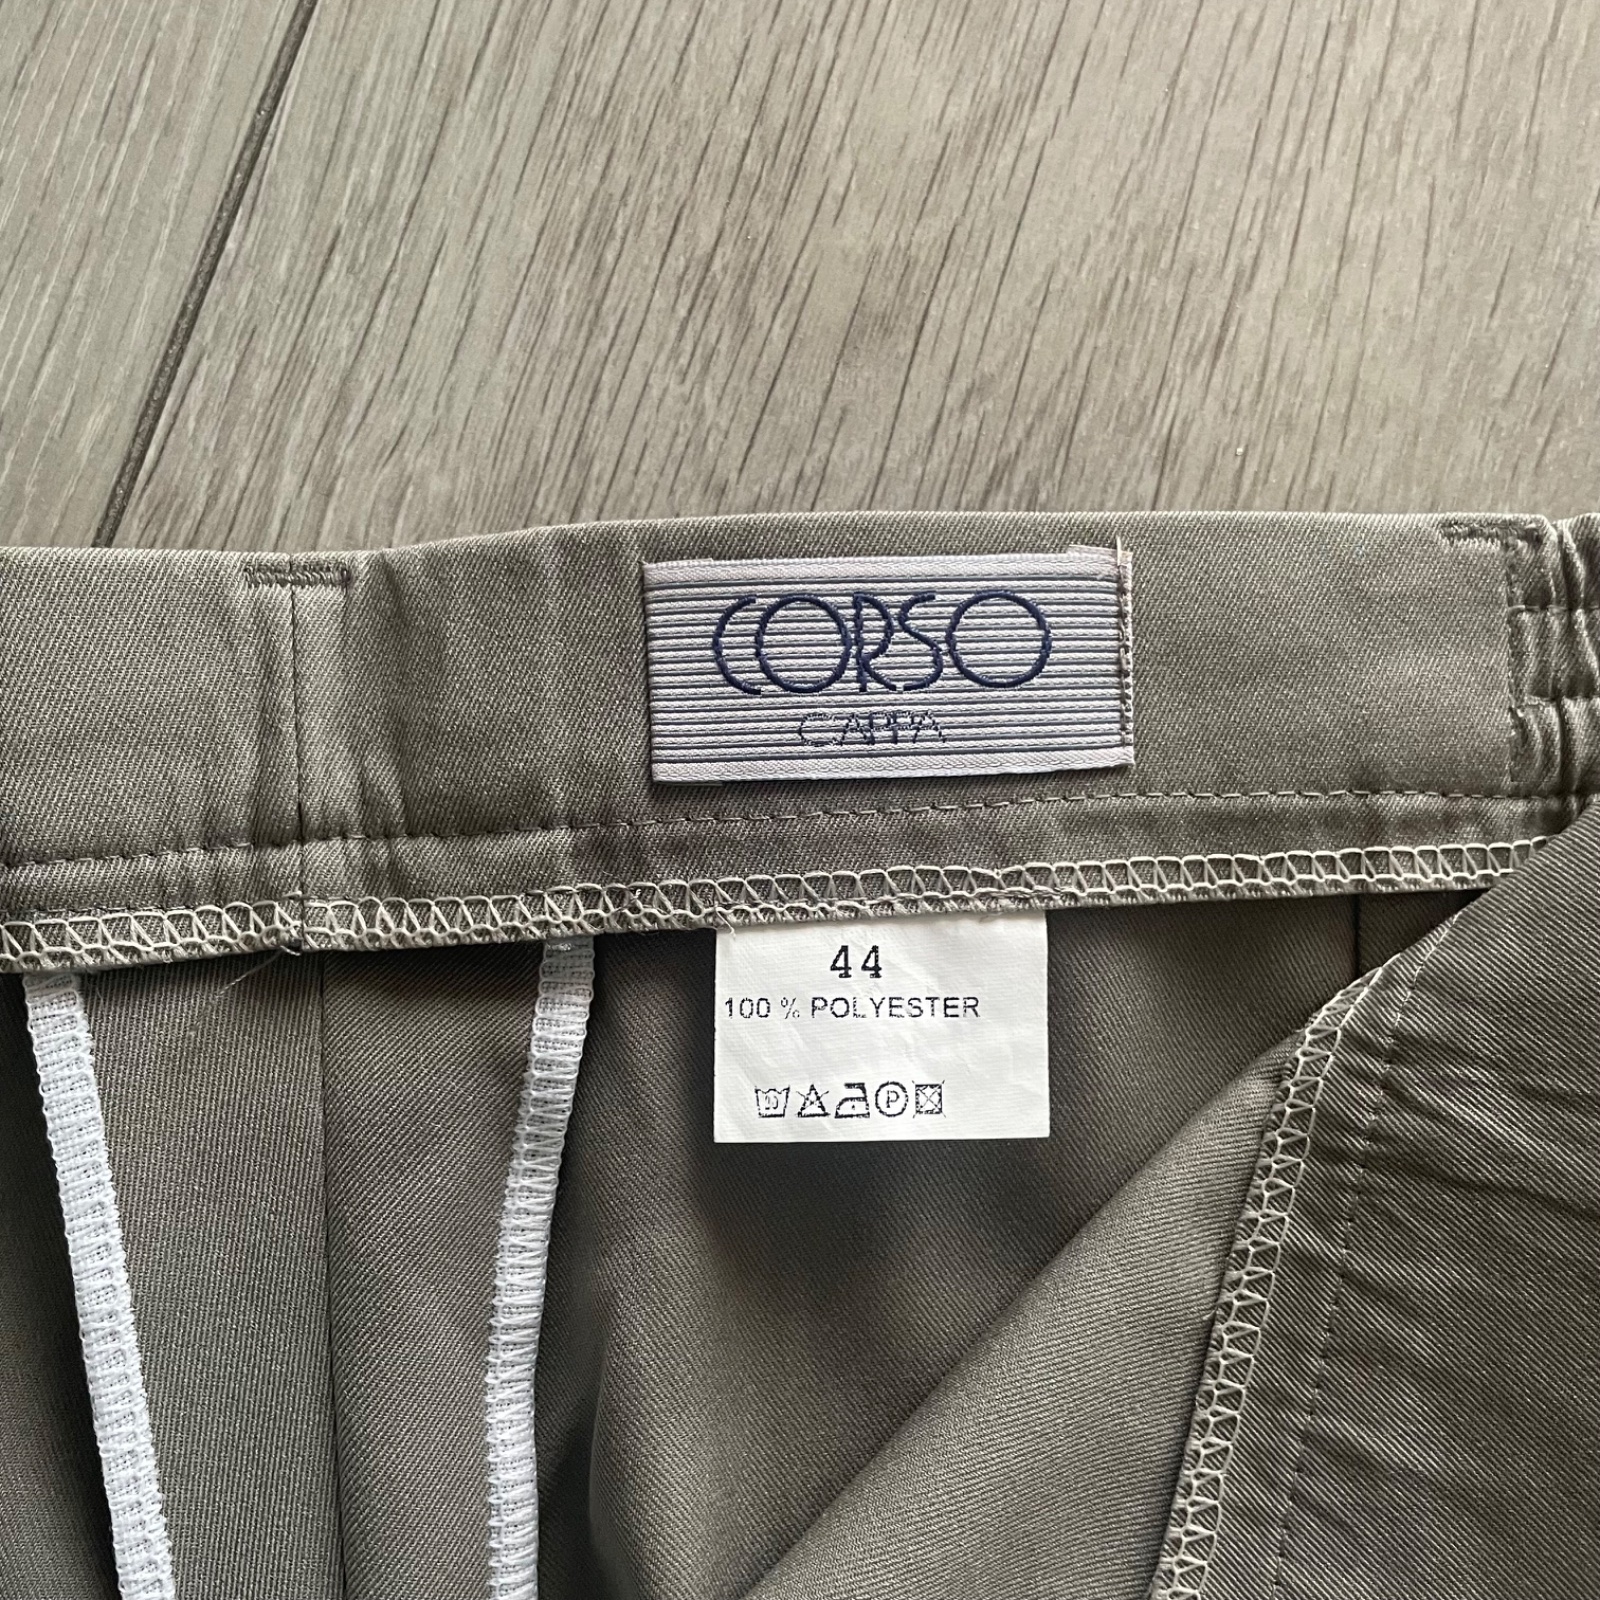 CORSO
CAPPA
44
100 % POLYESTER
P